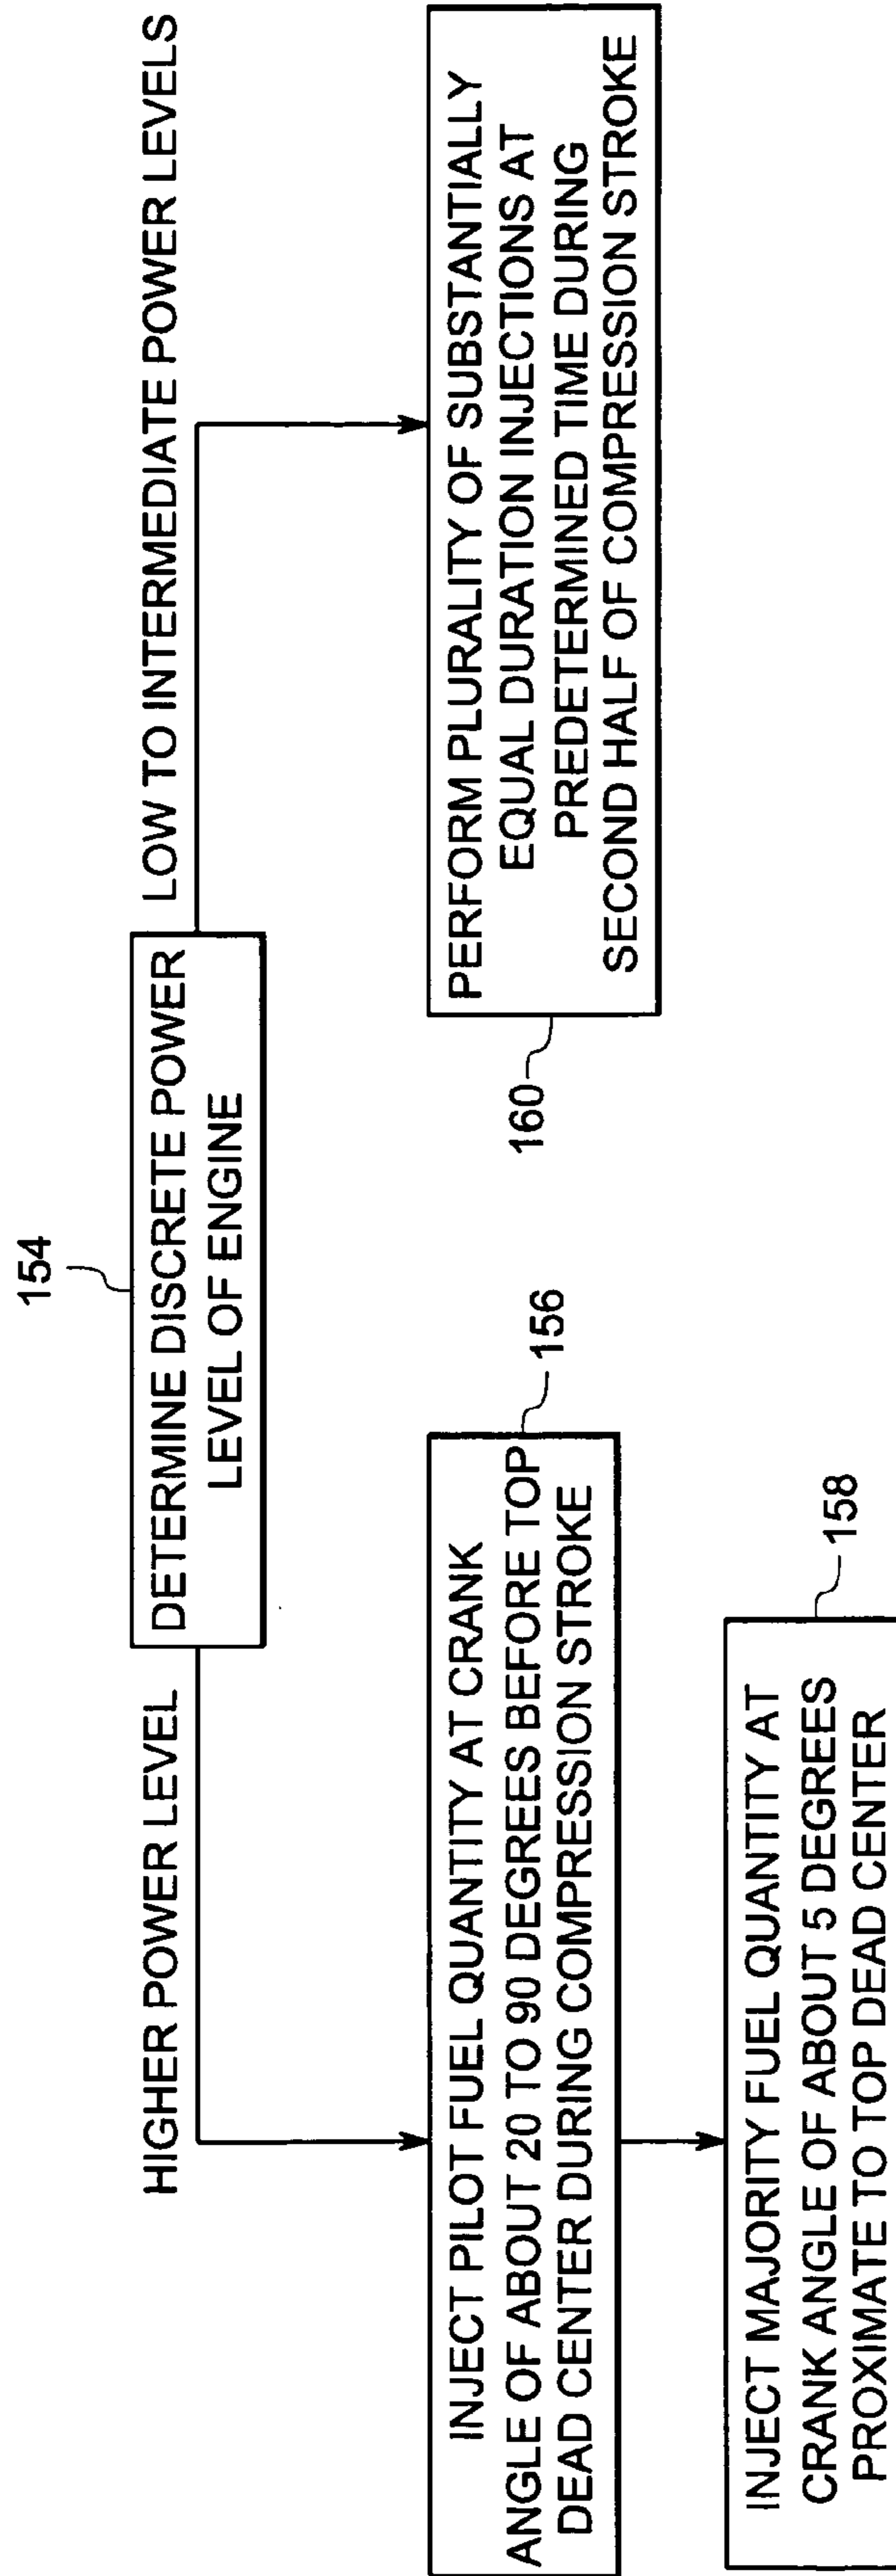 154
DETERMINE DISCRETE POWER
LEVEL OF ENGINE
HIGHER POWER LEVEL
LOW TO INTERMEDIATE POWER LEVELS
INJECT PILOT FUEL QUANTITY AT CRANK
ANGLE OF ABOUT 20 TO 90 DEGREES BEFORE TOP
DEAD CENTER DURING COMPRESSION STROKE
156
INJECT MAJORITY FUEL QUANTITY AT
CRANK ANGLE OF ABOUT 5 DEGREES
PROXIMATE TO TOP DEAD CENTER
158
PERFORM PLURALITY OF SUBSTANTIALLY
EQUAL DURATION INJECTIONS AT
PREDETERMINED TIME DURING
SECOND HALF OF COMPRESSION STROKE
160